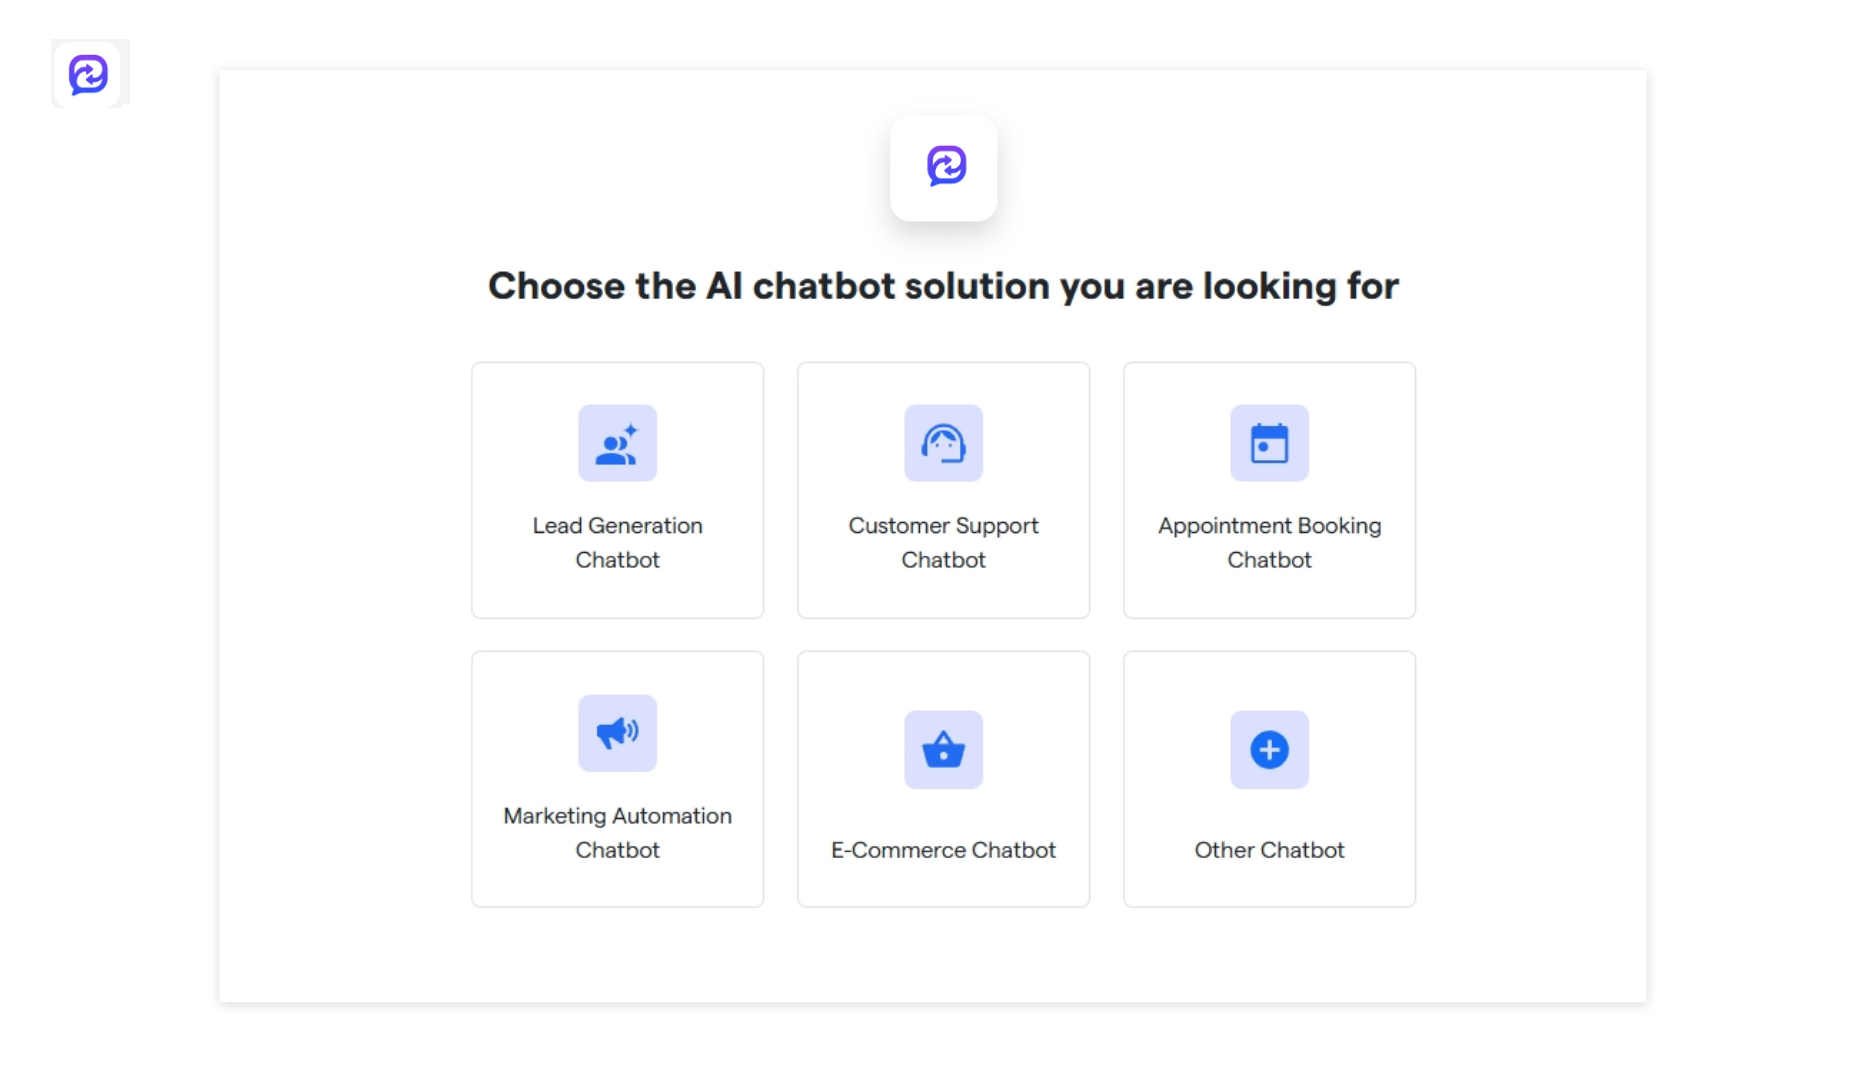 Choose the AI chatbot solution you are looking for
Lead Generation
Chatbot
Customer Support
Chatbot
Appointment Booking
Chatbot
Marketing Automation
Chatbot
E-Commerce Chatbot
Other Chatbot